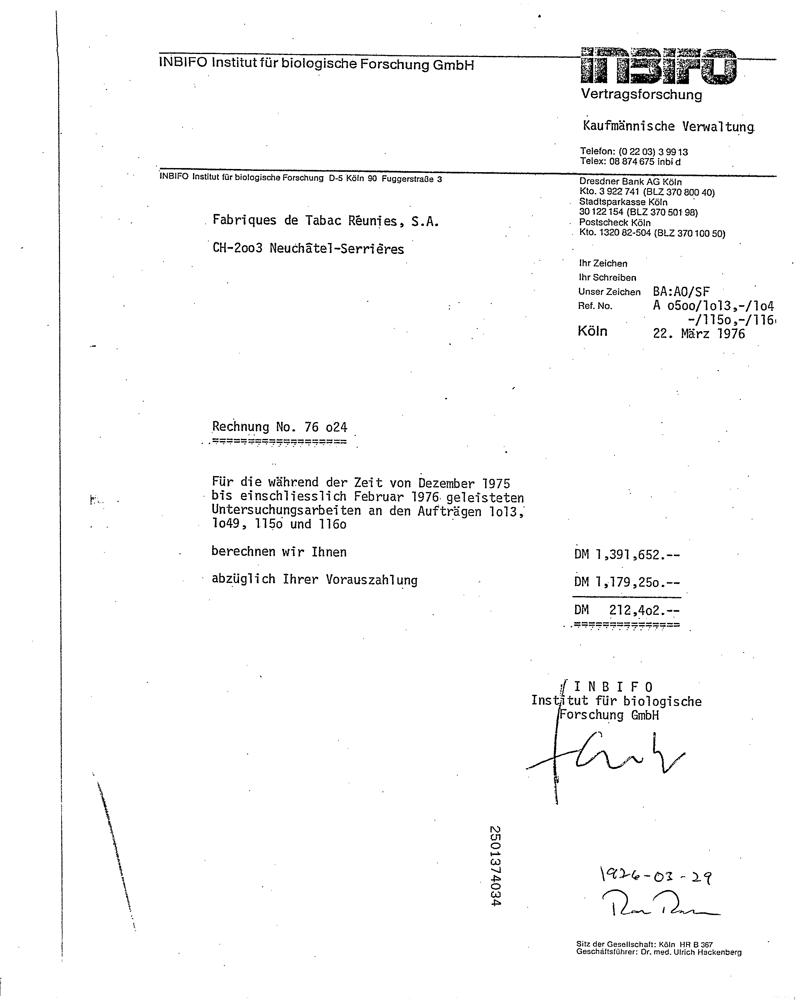 INBIFO Institut für biologische Forschung GmbH
INBIFO
Vertragsforschung
Kaufmännische Verwaltung
Telefon: (0 22 03) 3 99 13
Telex: 08 874 675 inbi d
INBIFO Institut für biologische Forschung D-5 Köln 90 Fuggerstraße 3
Dresdner Bank AG Köln
Kto. 3 922 741 (BLZ 370 800 40)
Stadtsparkasse Köln
30 122 154 (BLZ 370 501 98)
Postscheck Köln
Kto. 1320 82-504 (BLZ 370 100 50)
Fabriques de Tabac Réunies, S.A.
CH-2oo3 Neuchâtel-Serrières
Ihr Zeichen
Ihr Schreiben
Unser Zeichen BA:AO/SF
Ref. No. A o5oo/1o13,-/1o4
-/115o,-/116
Köln 22. März 1976
Rechnung No. 76 o24
===================
Für die während der Zeit von Dezember 1975
bis einschliesslich Februar 1976 geleisteten
Untersuchungsarbeiten an den Aufträgen 1o13,
1o49, 115o und 116o
berechnen wir Ihnen DM 1,391,652.--
abzüglich Ihrer Vorauszahlung DM 1,179,25o.--
DM 212,4o2.--
===============
I N B I F O
Institut für biologische
Forschung GmbH
2501374034
1976-03-29
Sitz der Gesellschaft: Köln HR B 367
Geschäftsführer: Dr. med. Ulrich Hackenberg